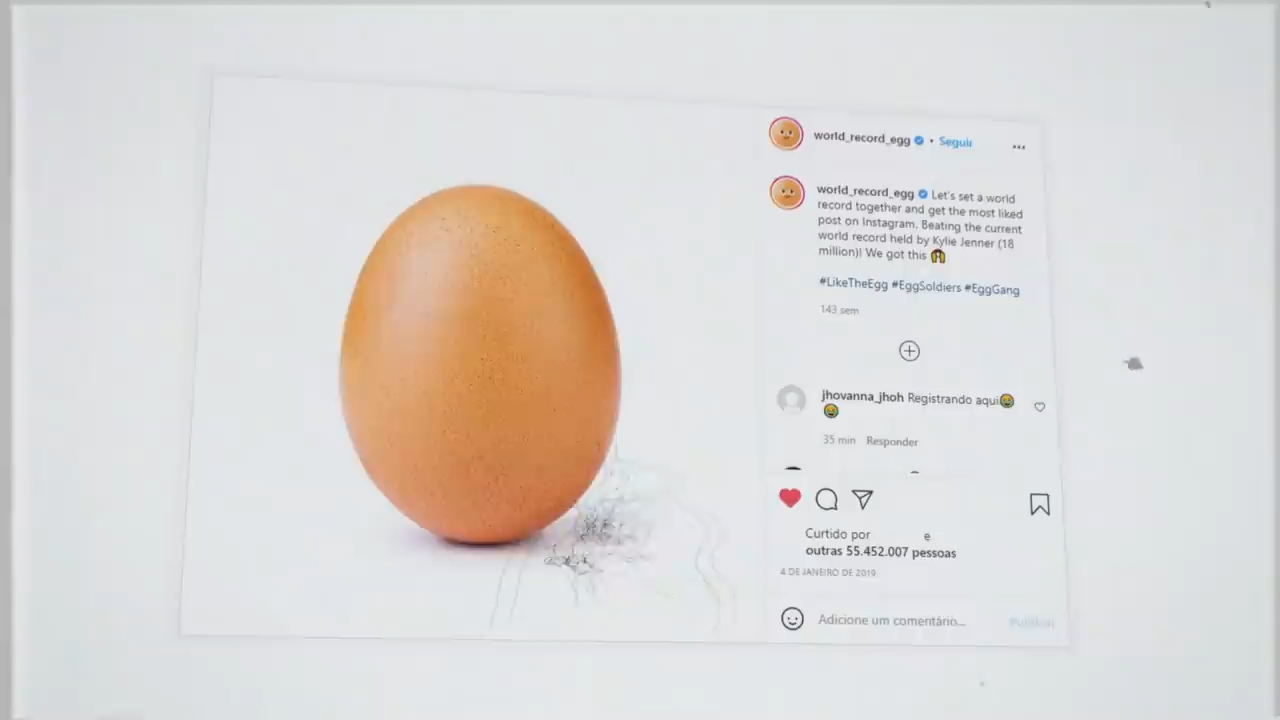 world_record_egg • Seguir
world_record_egg Let's set a world
record together and get the most liked
post on Instagram. Beating the current
world record held by Kylie Jenner (18
million)! We got this 🙌
#LikeTheEgg #EggSoldiers #EggGang
143 sem
jhovanna_jhoh Registrando aqui😂
😂
35 min Responder
Curtido por e
outras 55.452.007 pessoas
4 DE JANEIRO DE 2019
Adicione um comentário...
Publicar